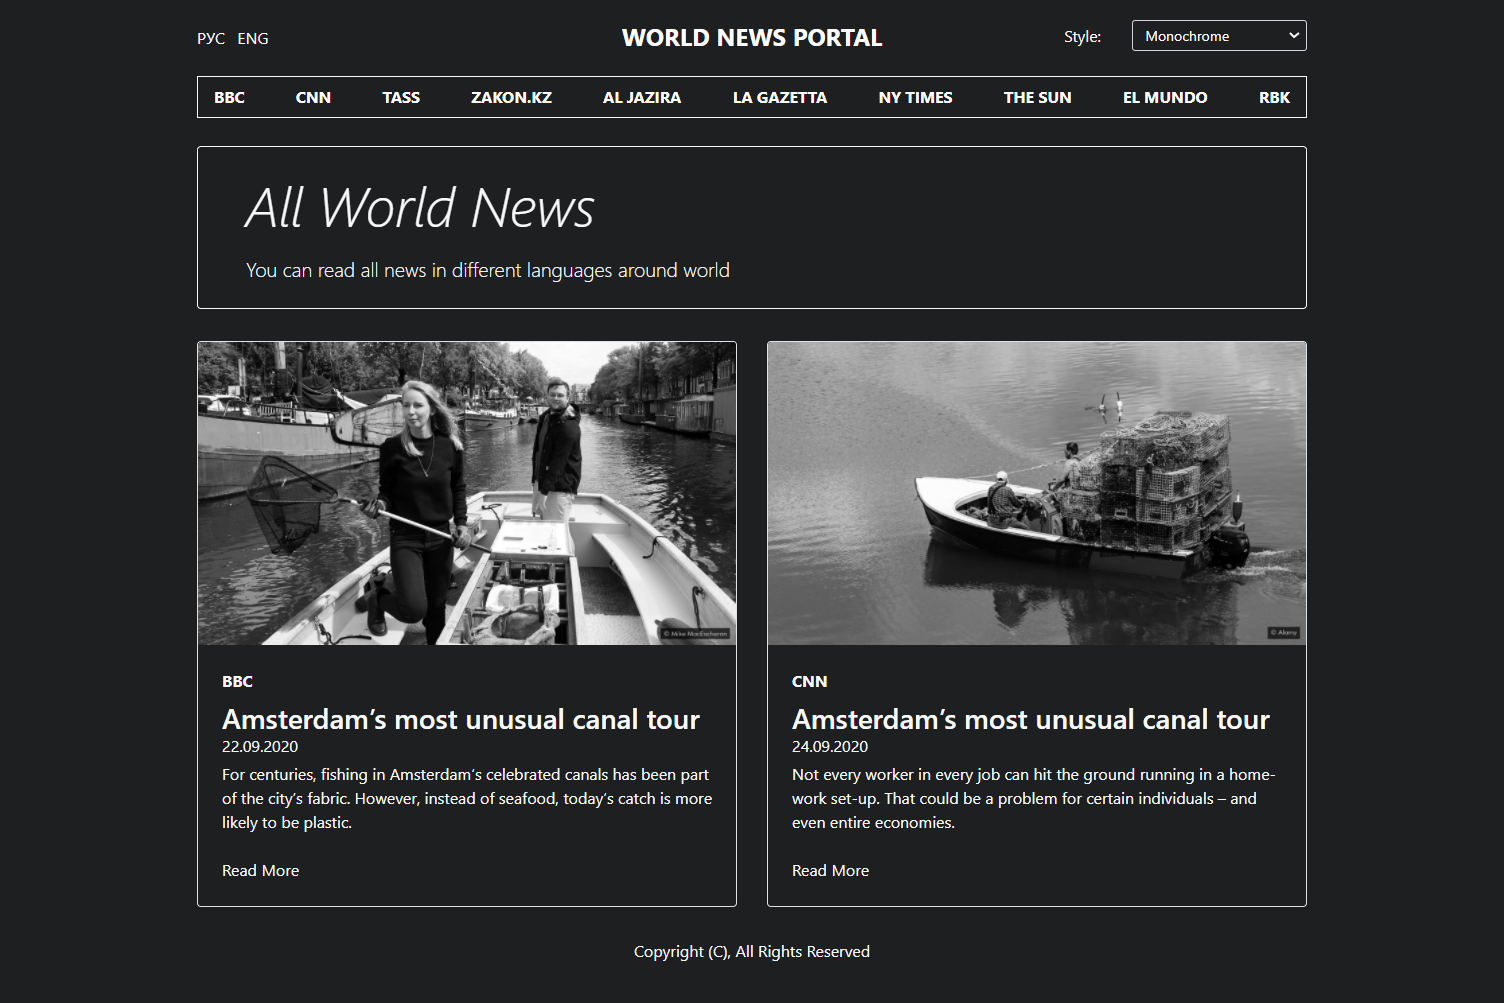 РУС ENG
WORLD NEWS PORTAL
Style:
Monochrome
BBC CNN TASS ZAKON.KZ AL JAZIRA LA GAZETTA NY TIMES THE SUN EL MUNDO RBK
All World News
You can read all news in different languages around world
© Mike MacEacheran
BBC
Amsterdam’s most unusual canal tour
22.09.2020
For centuries, fishing in Amsterdam’s celebrated canals has been part
of the city’s fabric. However, instead of seafood, today’s catch is more
likely to be plastic.
Read More
© Alamy
CNN
Amsterdam’s most unusual canal tour
24.09.2020
Not every worker in every job can hit the ground running in a home-
work set-up. That could be a problem for certain individuals – and
even entire economies.
Read More
Copyright (C), All Rights Reserved